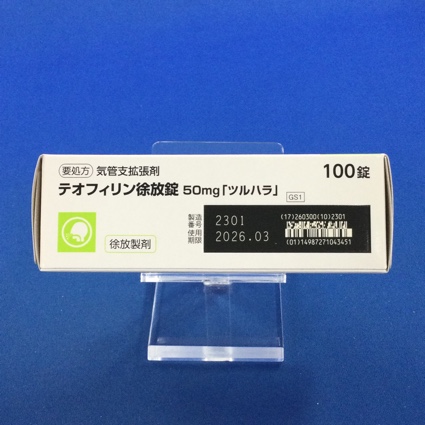 要処方 気管支拡張剤 100錠
テオフィリン徐放錠 50mg「ツルハラ」
GS1
徐放製剤
製造番号 2301
使用期限 2026.03
(17)260300(10)2301
(01)14987271043451